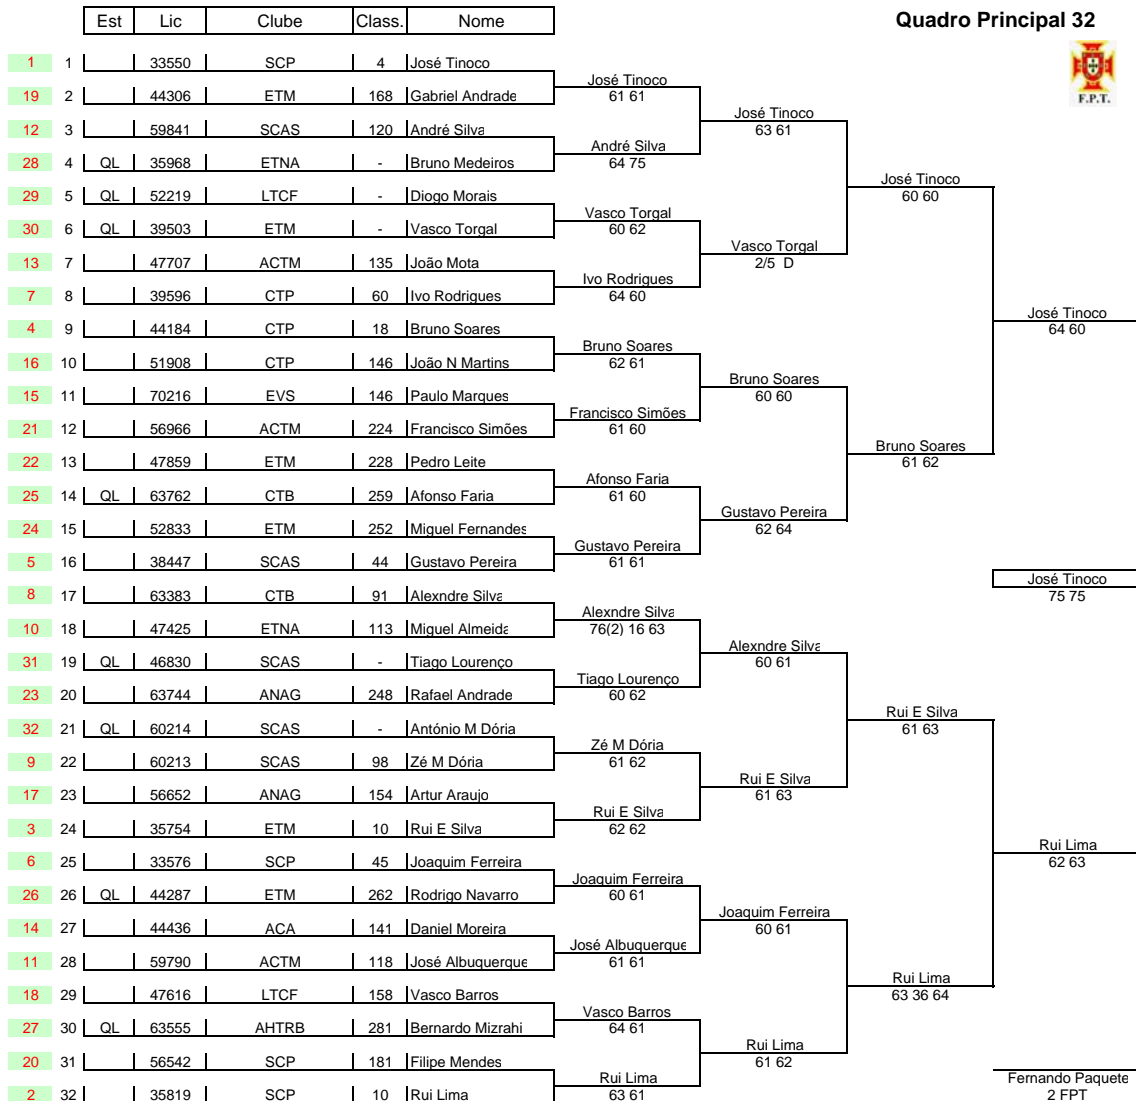 Est Lic Clube Class. Nome Quadro Principal 32
F.P.T.
1 1 33550 SCP 4 José Tinoco
José Tinoco
61 61
19 2 44306 ETM 168 Gabriel Andrade
José Tinoco
63 61
12 3 59841 SCAS 120 André Silva
André Silva
64 75
28 4 QL 35968 ETNA - Bruno Medeiros
José Tinoco
60 60
29 5 QL 52219 LTCF - Diogo Morais
Vasco Torgal
60 62
30 6 QL 39503 ETM - Vasco Torgal
Vasco Torgal
2/5 D
13 7 47707 ACTM 135 João Mota
Ivo Rodrigues
64 60
7 8 39596 CTP 60 Ivo Rodrigues
José Tinoco
64 60
4 9 44184 CTP 18 Bruno Soares
Bruno Soares
62 61
16 10 51908 CTP 146 João N Martins
Bruno Soares
60 60
15 11 70216 EVS 146 Paulo Marques
Francisco Simões
61 60
21 12 56966 ACTM 224 Francisco Simões
Bruno Soares
61 62
22 13 47859 ETM 228 Pedro Leite
Afonso Faria
61 60
25 14 QL 63762 CTB 259 Afonso Faria
Gustavo Pereira
62 64
24 15 52833 ETM 252 Miguel Fernandes
Gustavo Pereira
61 61
5 16 38447 SCAS 44 Gustavo Pereira
José Tinoco
75 75
8 17 63383 CTB 91 Alexndre Silva
Alexndre Silva
76(2) 16 63
10 18 47425 ETNA 113 Miguel Almeida
Alexndre Silva
60 61
31 19 QL 46830 SCAS - Tiago Lourenço
Tiago Lourenço
60 62
23 20 63744 ANAG 248 Rafael Andrade
Rui E Silva
61 63
32 21 QL 60214 SCAS - António M Dória
Zé M Dória
61 62
9 22 60213 SCAS 98 Zé M Dória
Rui E Silva
61 63
17 23 56652 ANAG 154 Artur Araujo
Rui E Silva
62 62
3 24 35754 ETM 10 Rui E Silva
Rui Lima
62 63
6 25 33576 SCP 45 Joaquim Ferreira
Joaquim Ferreira
60 61
26 26 QL 44287 ETM 262 Rodrigo Navarro
Joaquim Ferreira
60 61
14 27 44436 ACA 141 Daniel Moreira
José Albuquerque
61 61
11 28 59790 ACTM 118 José Albuquerque
Rui Lima
63 36 64
18 29 47616 LTCF 158 Vasco Barros
Vasco Barros
64 61
27 30 QL 63555 AHTRB 281 Bernardo Mizrahi
Rui Lima
61 62
20 31 56542 SCP 181 Filipe Mendes
Rui Lima
63 61
Fernando Paquete
2 FPT
2 32 35819 SCP 10 Rui Lima